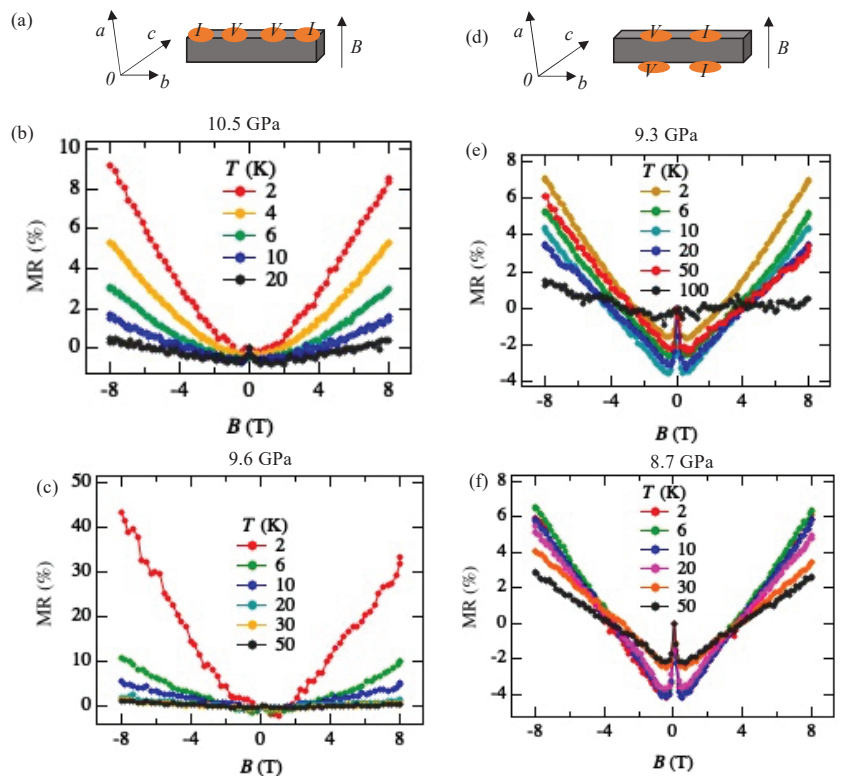 (a)
a
c
0
b
I V V I
B
(d)
a
c
0
b
V I
V I
B
(b)
10.5 GPa
MR (%)
10
8
6
4
2
0
T (K)
2
4
6
10
20
-8 -4 0 4 8
B (T)
(e)
9.3 GPa
MR (%)
8
6
4
2
0
-2
-4
T (K)
2
6
10
20
50
100
-8 -4 0 4 8
B (T)
(c)
9.6 GPa
MR (%)
50
40
30
20
10
0
T (K)
2
6
10
20
30
50
-8 -4 0 4 8
B (T)
(f)
8.7 GPa
MR (%)
8
6
4
2
0
-2
-4
T (K)
2
6
10
20
30
50
-8 -4 0 4 8
B (T)